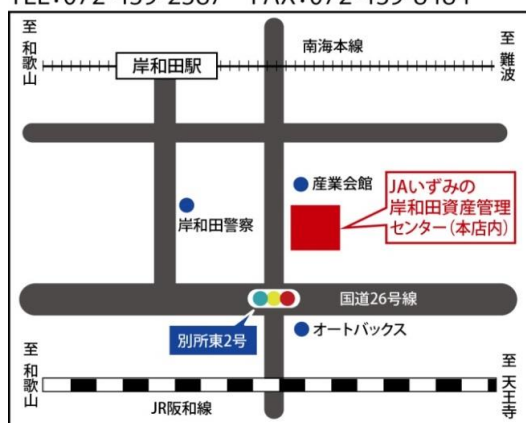 TEL:072-439-2387　FAX:072-439-8484
至和歌山
岸和田駅
南海本線
至難波
産業会館
JAいずみの
岸和田資産管理
センター(本店内)
岸和田警察
国道26号線
別所東2号
オートバックス
至和歌山
JR阪和線
至天王寺